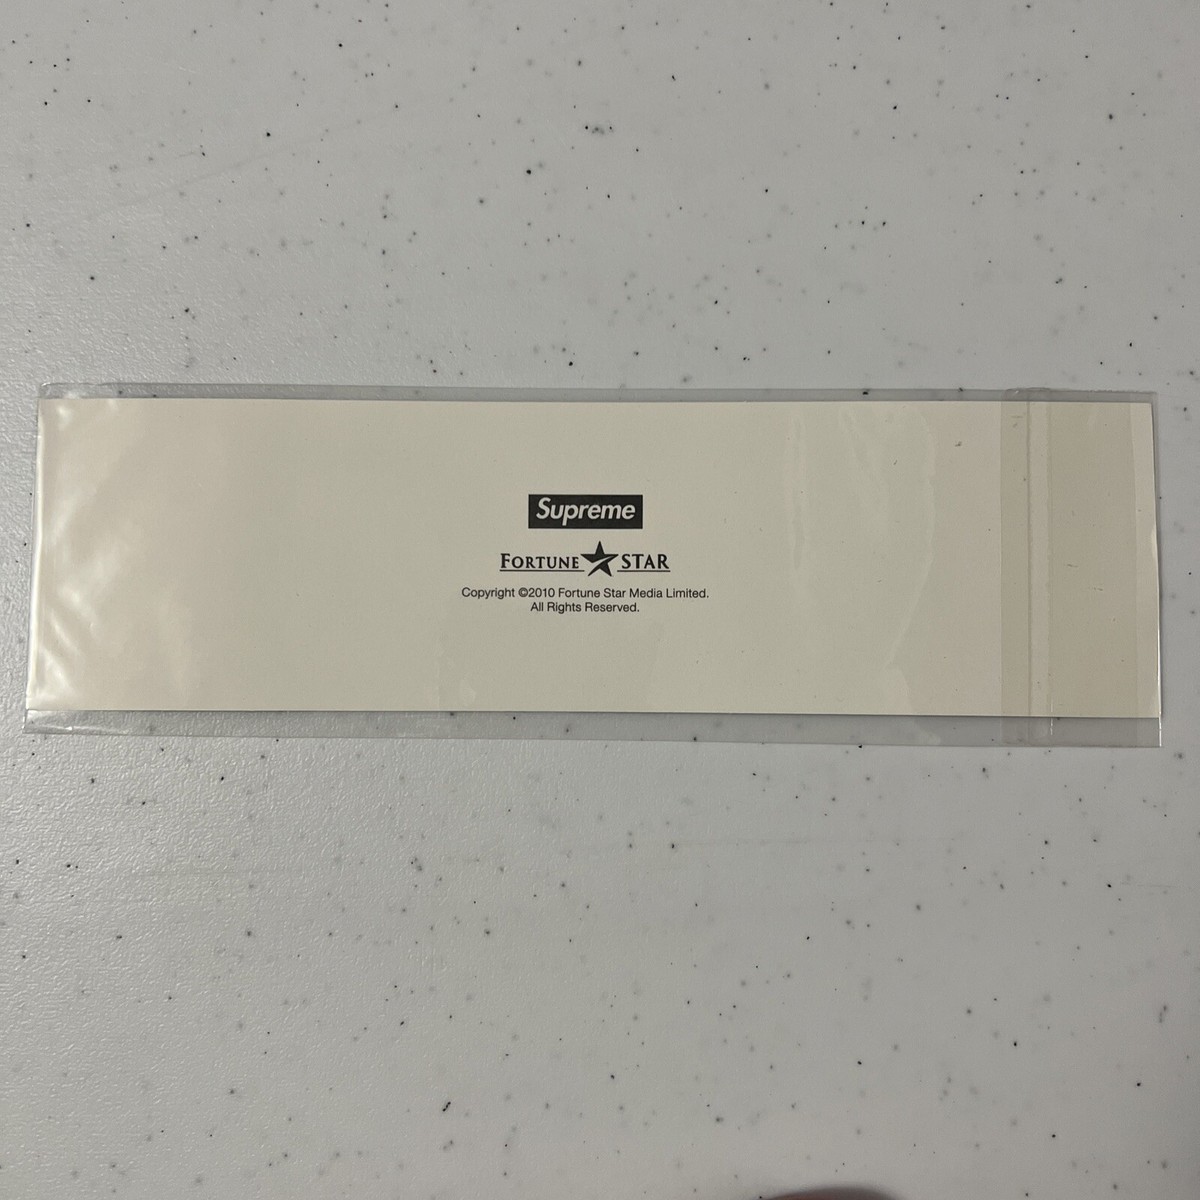 Supreme
FORTUNE STAR
Copyright ©2010 Fortune Star Media Limited.
All Rights Reserved.